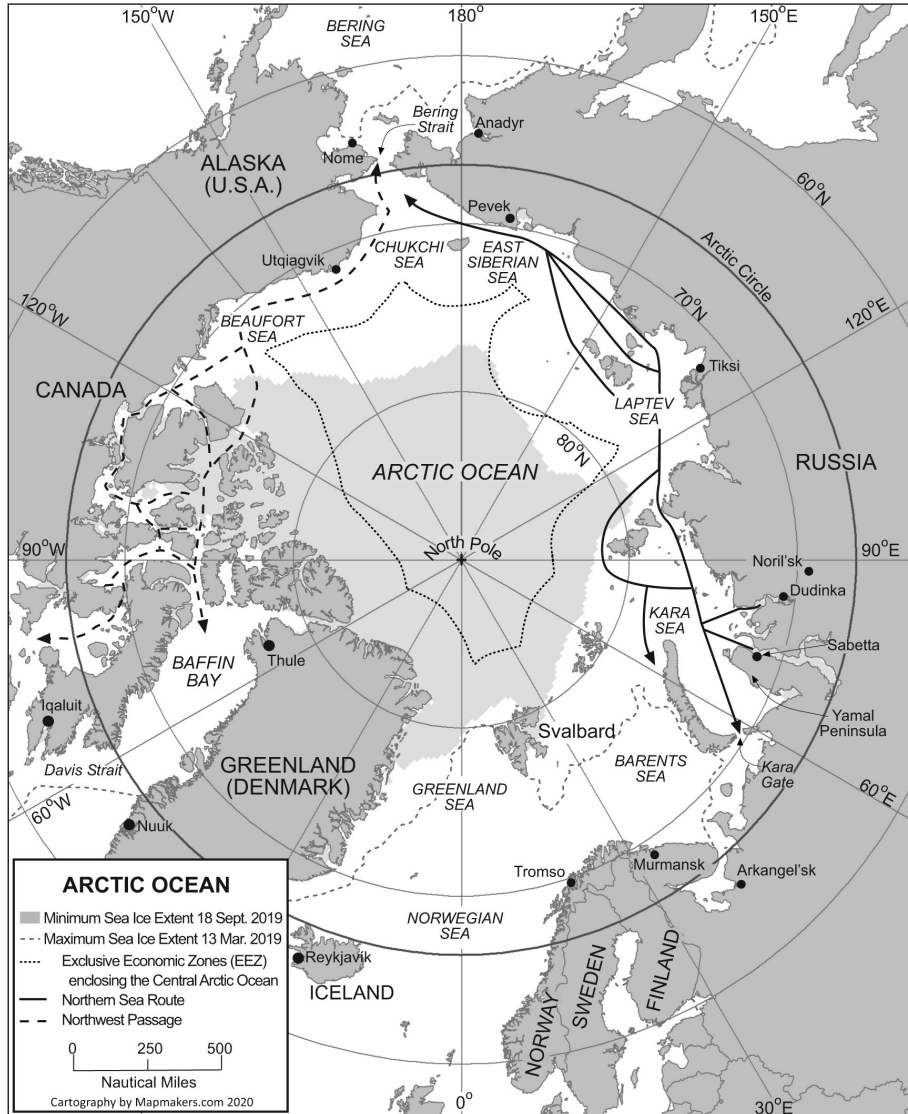 150°W
180°
150°E
BERING
SEA
Bering
Strait
Anadyr
Nome
ALASKA
(U.S.A.)
60°N
Pevek
Arctic Circle
Utqiagvik
CHUKCHI
SEA
EAST
SIBERIAN
SEA
70°N
120°W
120°E
BEAUFORT
SEA
Tiksi
CANADA
LAPTEV
SEA
80°N
ARCTIC OCEAN
RUSSIA
North Pole
90°W
90°E
Noril'sk
Dudinka
KARA
SEA
Sabetta
Thule
BAFFIN
BAY
Iqaluit
Yamal
Peninsula
Svalbard
Davis Strait
GREENLAND
(DENMARK)
BARENTS
SEA
Kara
Gate
GREENLAND
SEA
60°W
60°E
Nuuk
Tromso
Murmansk
Arkangel'sk
NORWEGIAN
SEA
Reykjavik
ICELAND
NORWAY
SWEDEN
FINLAND
0°
30°E
ARCTIC OCEAN
Minimum Sea Ice Extent 18 Sept. 2019
Maximum Sea Ice Extent 13 Mar. 2019
Exclusive Economic Zones (EEZ)
enclosing the Central Arctic Ocean
Northern Sea Route
Northwest Passage
0 250 500
Nautical Miles
Cartography by Mapmakers.com 2020